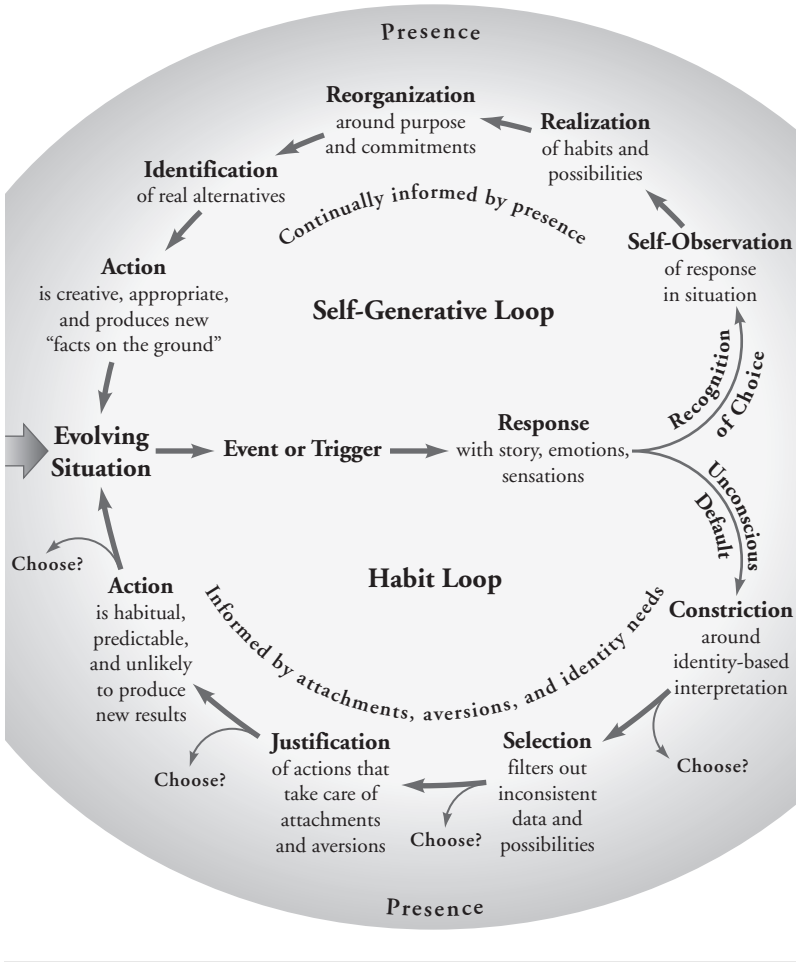 Presence
Reorganization
around purpose
and commitments
Realization
of habits and
possibilities
Identification
of real alternatives
Continually informed by presence
Self-Observation
of response
in situation
Action
is creative, appropriate,
and produces new
“facts on the ground”
Self-Generative Loop
Recognition
of Choice
Evolving
Situation
Event or Trigger
Response
with story, emotions,
sensations
Unconscious
Default
Choose?
Habit Loop
Action
is habitual,
predictable,
and unlikely
to produce
new results
Informed by attachments, aversions, and identity needs
Constriction
around
identity-based
interpretation
Choose?
Selection
filters out
inconsistent
data and
possibilities
Choose?
Justification
of actions that
take care of
attachments
and aversions
Choose?
Presence